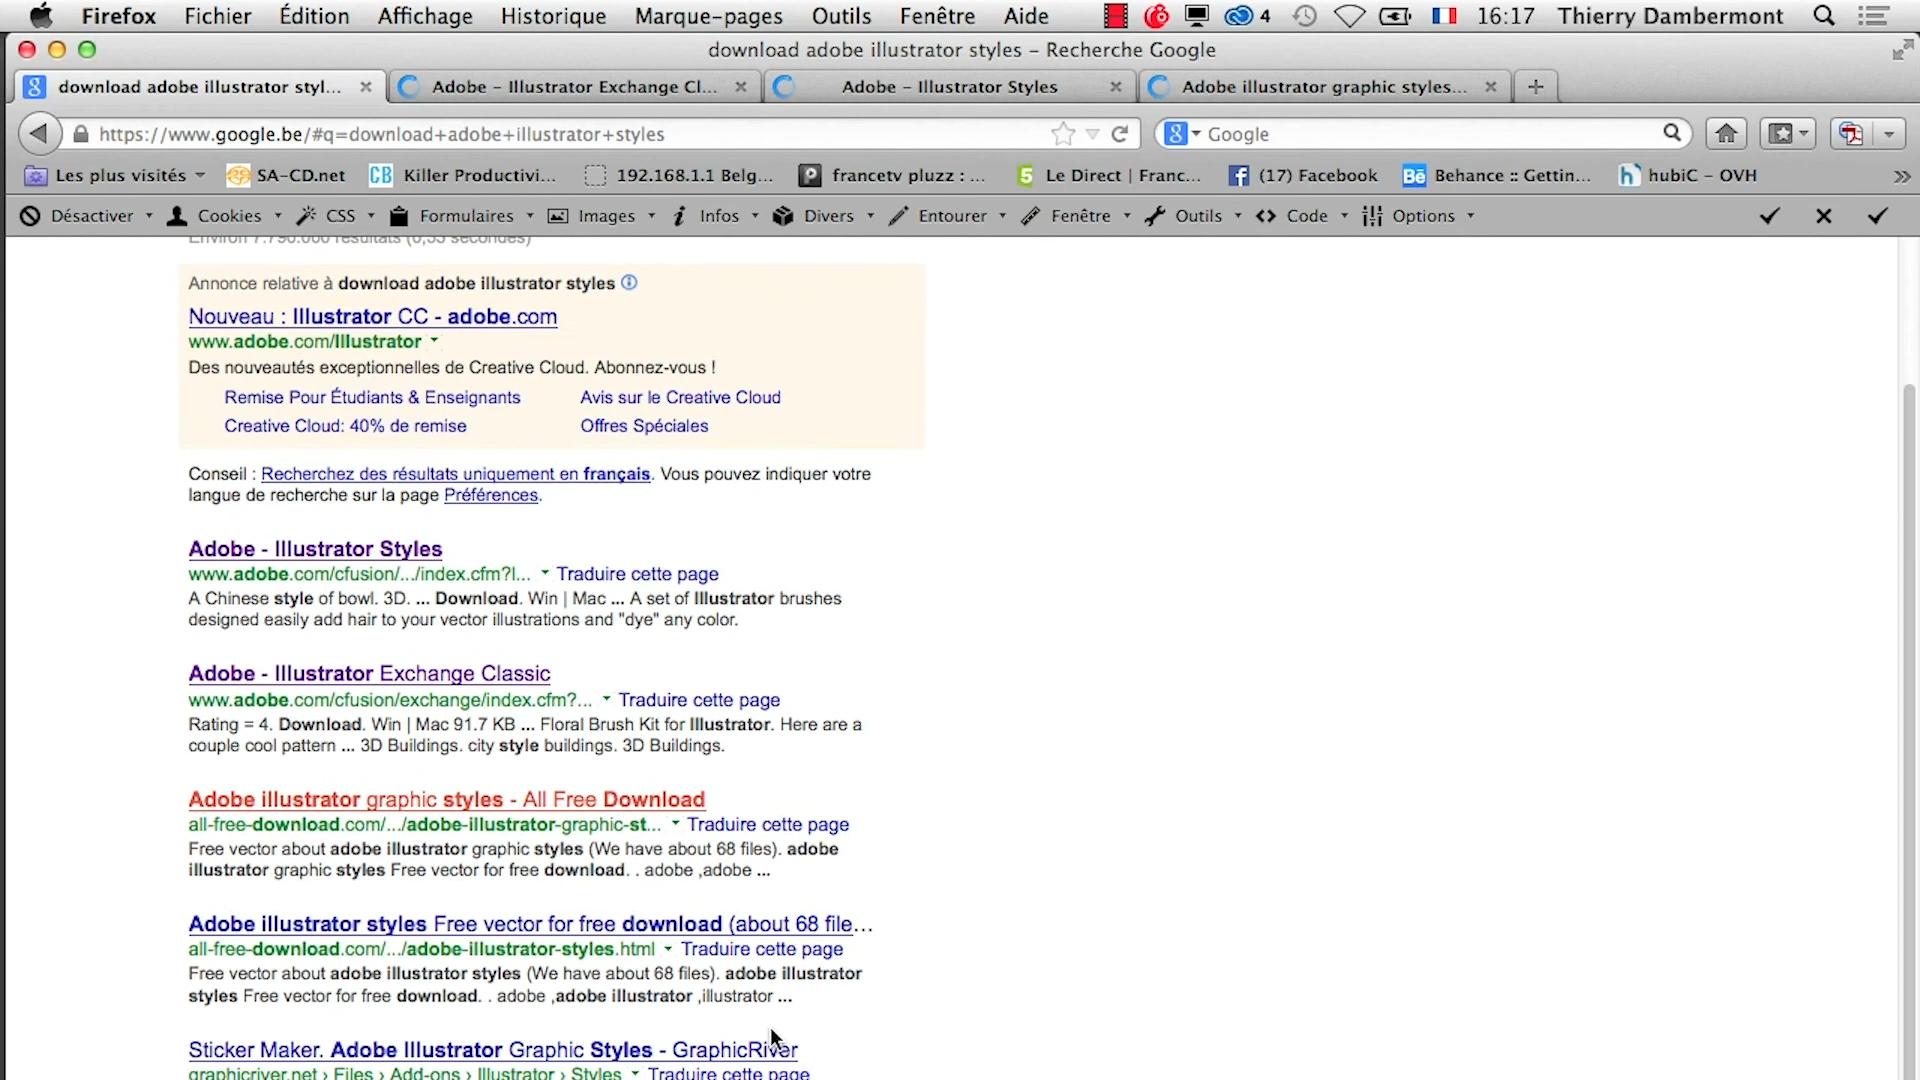 Firefox Fichier Édition Affichage Historique Marque-pages Outils Fenêtre Aide 4 16:17 Thierry Dambermont
download adobe illustrator styles – Recherche Google
download adobe illustrator styl... Adobe – Illustrator Exchange Cl... Adobe – Illustrator Styles Adobe illustrator graphic styles...
https://www.google.be/#q=download+adobe+illustrator+styles Google
Les plus visités SA-CD.net CB Killer Productivi... 192.168.1.1 Belg... francetv pluzz : ... 5 Le Direct | Franc... (17) Facebook Bē Behance :: Gettin... hubiC – OVH
Désactiver Cookies CSS Formulaires Images Infos Divers Entourer Fenêtre Outils Code Options
Environ 7.790.000 résultats (0,33 secondes)
Annonce relative à download adobe illustrator styles
Nouveau : Illustrator CC - adobe.com
www.adobe.com/Illustrator
Des nouveautés exceptionnelles de Creative Cloud. Abonnez-vous !
Remise Pour Étudiants & Enseignants Avis sur le Creative Cloud
Creative Cloud: 40% de remise Offres Spéciales
Conseil : Recherchez des résultats uniquement en français. Vous pouvez indiquer votre
langue de recherche sur la page Préférences.
Adobe - Illustrator Styles
www.adobe.com/cfusion/.../index.cfm?l... Traduire cette page
A Chinese style of bowl. 3D. ... Download. Win | Mac ... A set of Illustrator brushes
designed easily add hair to your vector illustrations and "dye" any color.
Adobe - Illustrator Exchange Classic
www.adobe.com/cfusion/exchange/index.cfm?... Traduire cette page
Rating = 4. Download. Win | Mac 91.7 KB ... Floral Brush Kit for Illustrator. Here are a
couple cool pattern ... 3D Buildings. city style buildings. 3D Buildings.
Adobe illustrator graphic styles - All Free Download
all-free-download.com/.../adobe-illustrator-graphic-st... Traduire cette page
Free vector about adobe illustrator graphic styles (We have about 68 files). adobe
illustrator graphic styles Free vector for free download. . adobe ,adobe ...
Adobe illustrator styles Free vector for free download (about 68 file...
all-free-download.com/.../adobe-illustrator-styles.html Traduire cette page
Free vector about adobe illustrator styles (We have about 68 files). adobe illustrator
styles Free vector for free download. . adobe ,adobe illustrator ,illustrator ...
Sticker Maker. Adobe Illustrator Graphic Styles - GraphicRiver
graphicriver.net › Files › Add-ons › Illustrator › Styles Traduire cette page